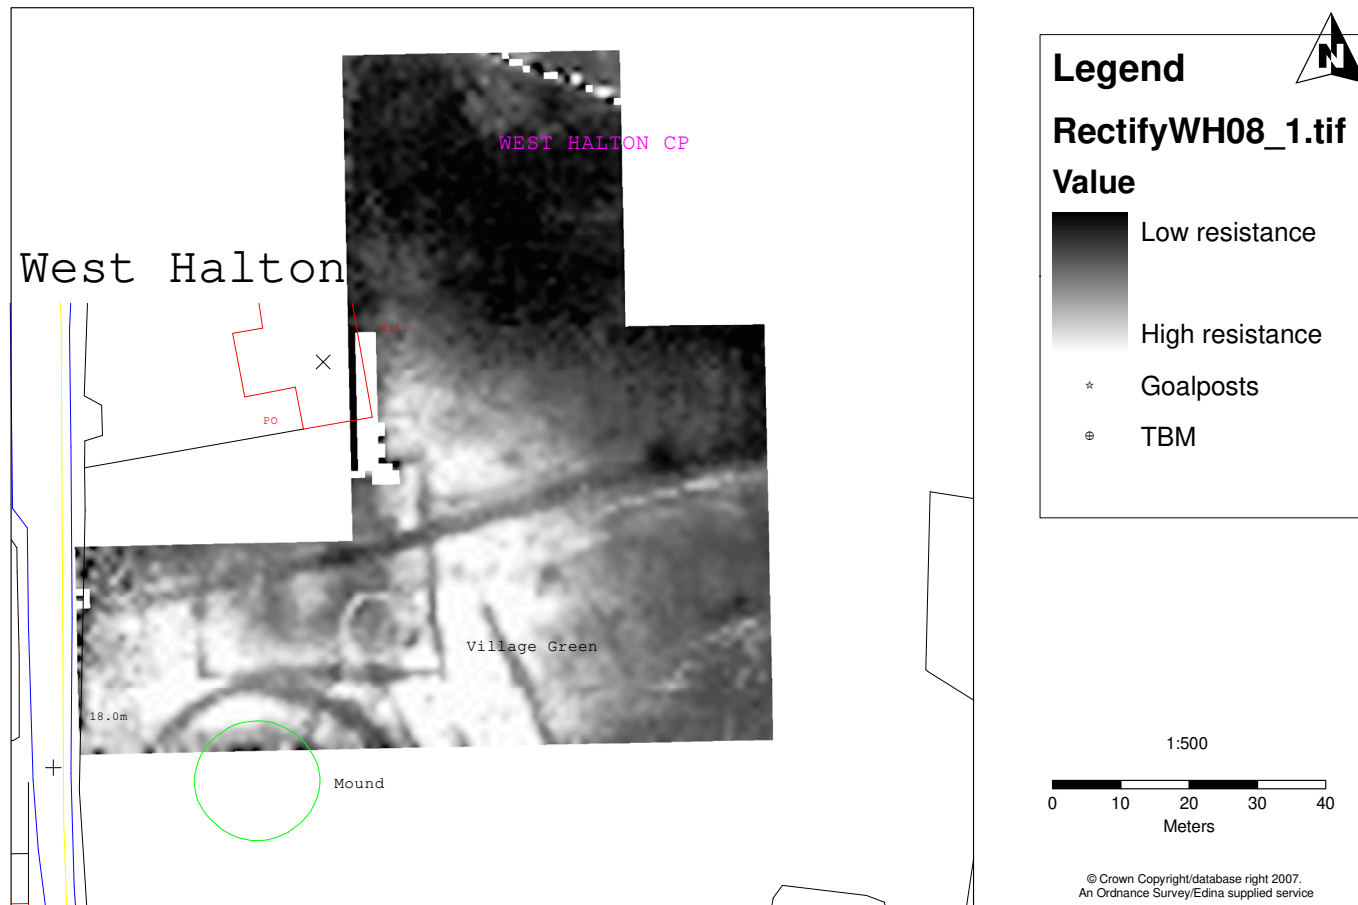 WEST HALTON CP
West Halton
Hall
PO
Village Green
18.0m
Mound
N
Legend
RectifyWH08_1.tif
Value
Low resistance
High resistance
Goalposts
TBM
1:500
0 10 20 30 40
Meters
© Crown Copyright/database right 2007.
An Ordnance Survey/Edina supplied service